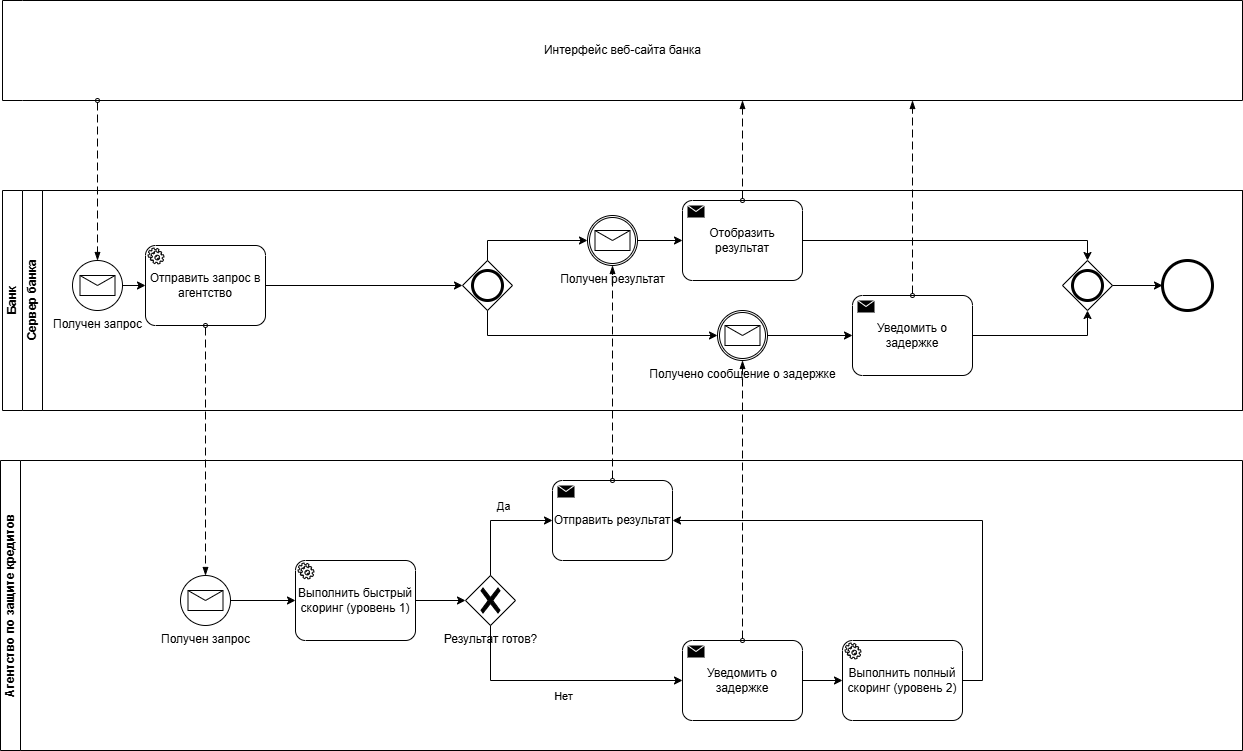 Интерфейс веб-сайта банка
Банк
Сервер банка
Получен запрос
Отправить запрос в
агентство
Получен результат
Отобразить
результат
Получено сообщение о задержке
Уведомить о
задержке
Агентство по защите кредитов
Получен запрос
Выполнить быстрый
скоринг (уровень 1)
Результат готов?
Да
Отправить результат
Нет
Уведомить о
задержке
Выполнить полный
скоринг (уровень 2)